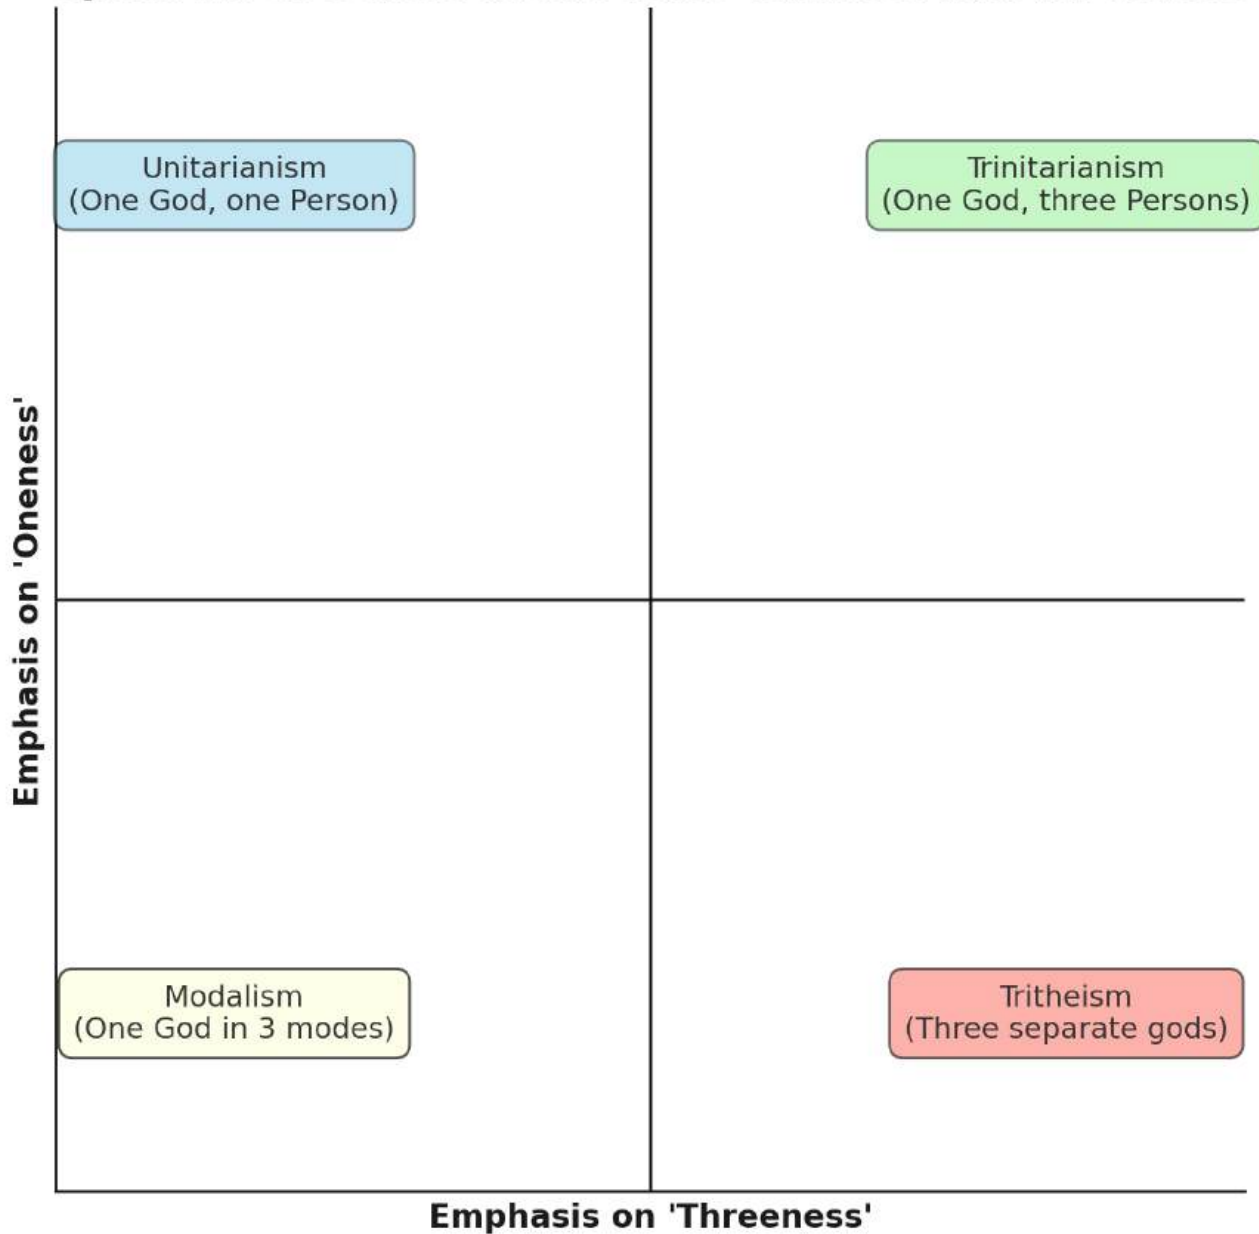 Unitarianism
(One God, one Person)
Trinitarianism
(One God, three Persons)
Emphasis on 'Oneness'
Modalism
(One God in 3 modes)
Tritheism
(Three separate gods)
Emphasis on 'Threeness'